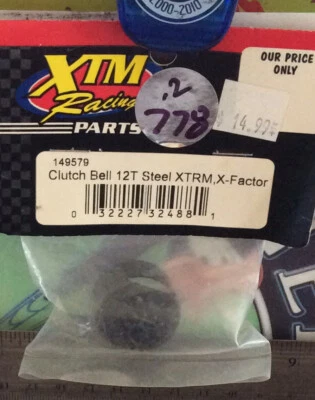 2000-2010
XTM
Racing
PARTS
OUR PRICE
ONLY
.2
778
14.99
149579
Clutch Bell 12T Steel XTRM,X-Factor
0 32227 32488 1
9